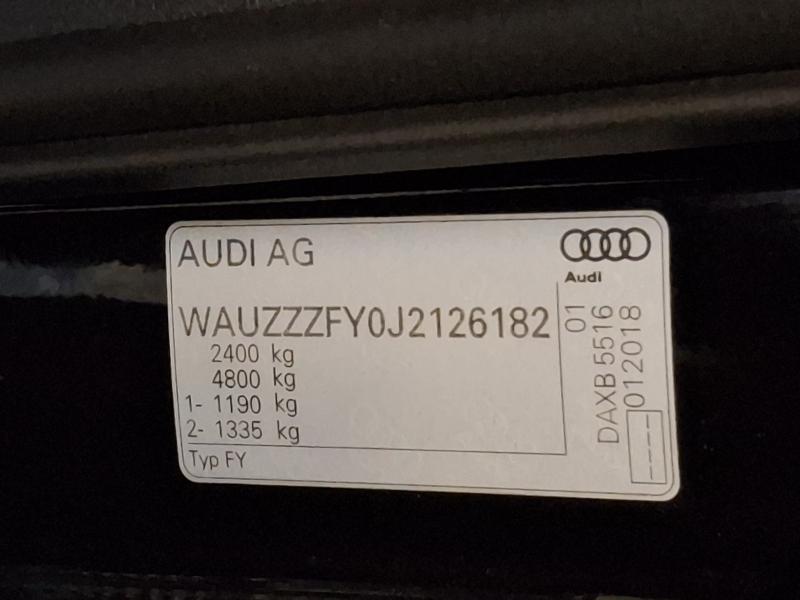 AUDI AG
Audi
WAUZZZFY0J2126182
2400 kg
4800 kg
1- 1190 kg
2- 1335 kg
Typ FY
01
DAXB 5516
012018
----